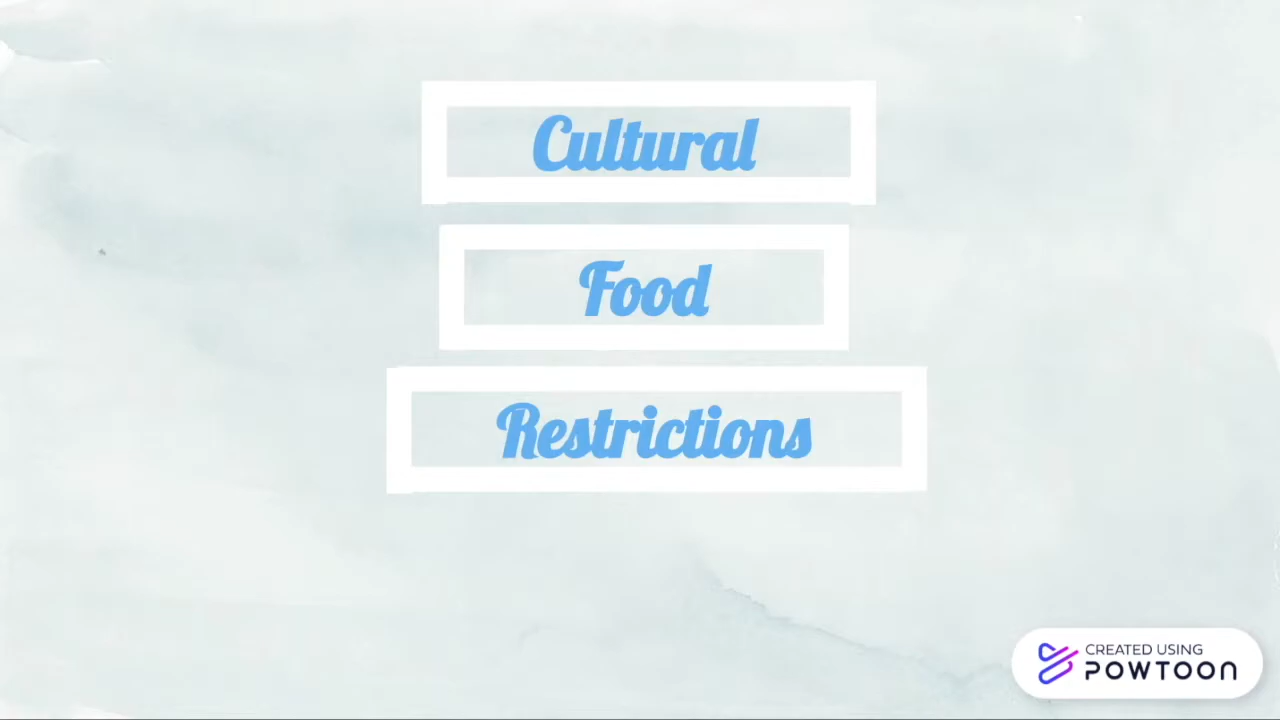 Cultural
Food
Restrictions
CREATED USING
POWTOON